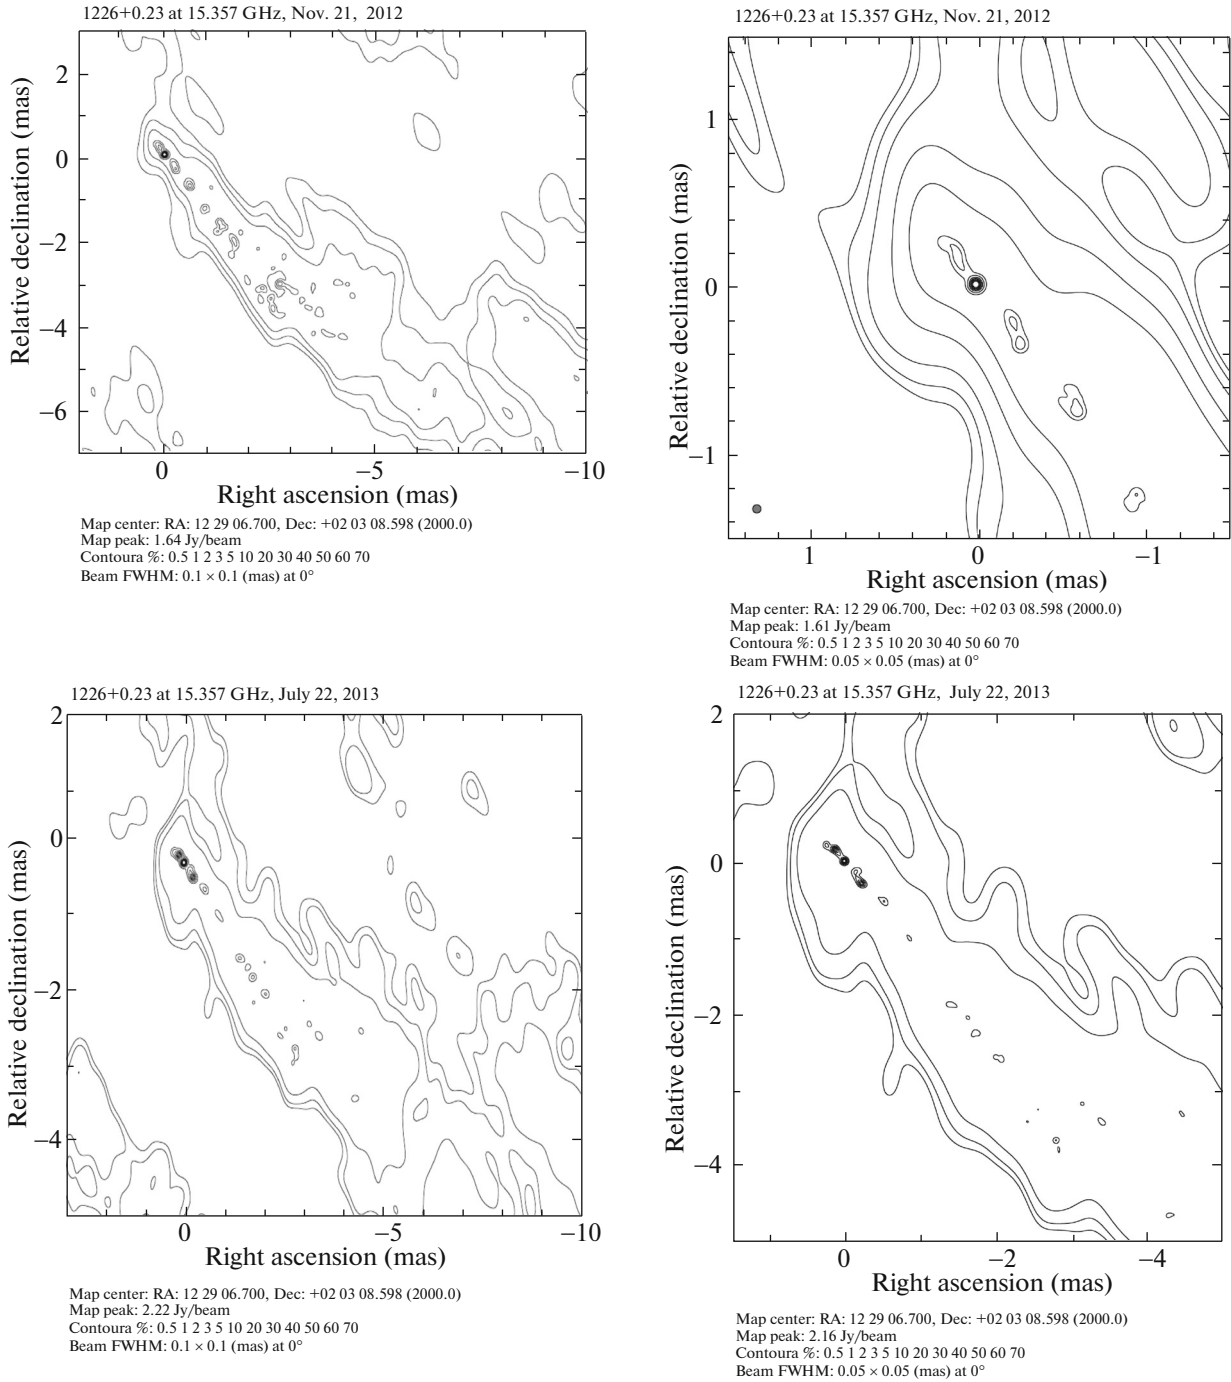 1226+0.23 at 15.357 GHz, Nov. 21, 2012
Relative declination (mas)
2
0
−2
−4
−6
0
−5
−10
Right ascension (mas)
Map center: RA: 12 29 06.700, Dec: +02 03 08.598 (2000.0)
Map peak: 1.64 Jy/beam
Contoura %: 0.5 1 2 3 5 10 20 30 40 50 60 70
Beam FWHM: 0.1 × 0.1 (mas) at 0°
1226+0.23 at 15.357 GHz, Nov. 21, 2012
Relative declination (mas)
1
0
−1
1
0
−1
Right ascension (mas)
Map center: RA: 12 29 06.700, Dec: +02 03 08.598 (2000.0)
Map peak: 1.61 Jy/beam
Contoura %: 0.5 1 2 3 5 10 20 30 40 50 60 70
Beam FWHM: 0.05 × 0.05 (mas) at 0°
1226+0.23 at 15.357 GHz, July 22, 2013
Relative declination (mas)
2
0
−2
−4
0
−5
−10
Right ascension (mas)
Map center: RA: 12 29 06.700, Dec: +02 03 08.598 (2000.0)
Map peak: 2.22 Jy/beam
Contoura %: 0.5 1 2 3 5 10 20 30 40 50 60 70
Beam FWHM: 0.1 × 0.1 (mas) at 0°
1226+0.23 at 15.357 GHz, July 22, 2013
Relative declination (mas)
2
0
−2
−4
0
−2
−4
Right ascension (mas)
Map center: RA: 12 29 06.700, Dec: +02 03 08.598 (2000.0)
Map peak: 2.16 Jy/beam
Contoura %: 0.5 1 2 3 5 10 20 30 40 50 60 70
Beam FWHM: 0.05 × 0.05 (mas) at 0°